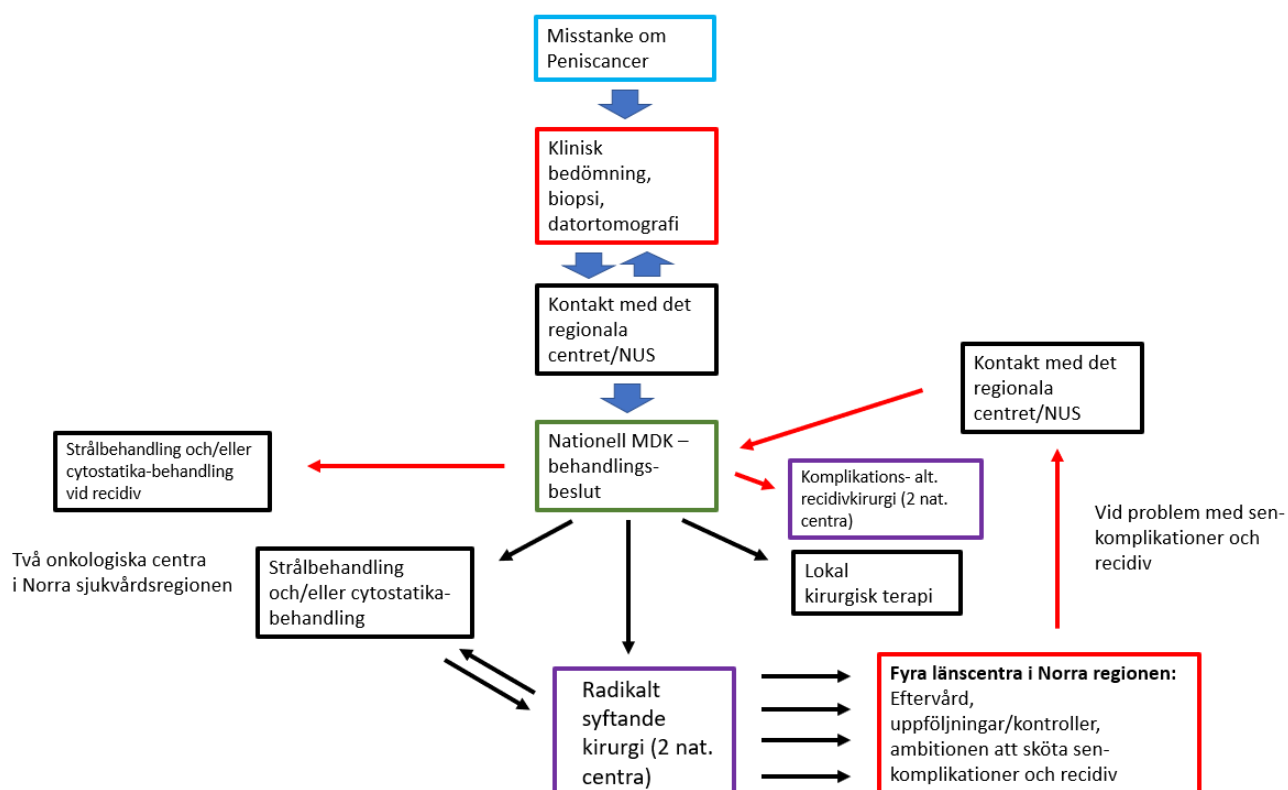 Misstanke om
Peniscancer
Klinisk
bedömning,
biopsi,
datortomografi
Kontakt med det
regionala
centret/NUS
Kontakt med det
regionala
centret/NUS
Nationell MDK –
behandlings-
beslut
Strålbehandling och/eller
cytostatika-behandling
vid recidiv
Komplikations- alt.
recidivkirurgi (2 nat.
centra)
Vid problem med sen-
komplikationer och
recidiv
Två onkologiska centra
i Norra sjukvårdsregionen
Strålbehandling
och/eller cytostatika-
behandling
Lokal
kirurgisk terapi
Radikalt
syftande
kirurgi (2 nat.
centra)
Fyra länscentra i Norra regionen:
Eftervård,
uppföljningar/kontroller,
ambitionen att sköta sen-
komplikationer och recidiv